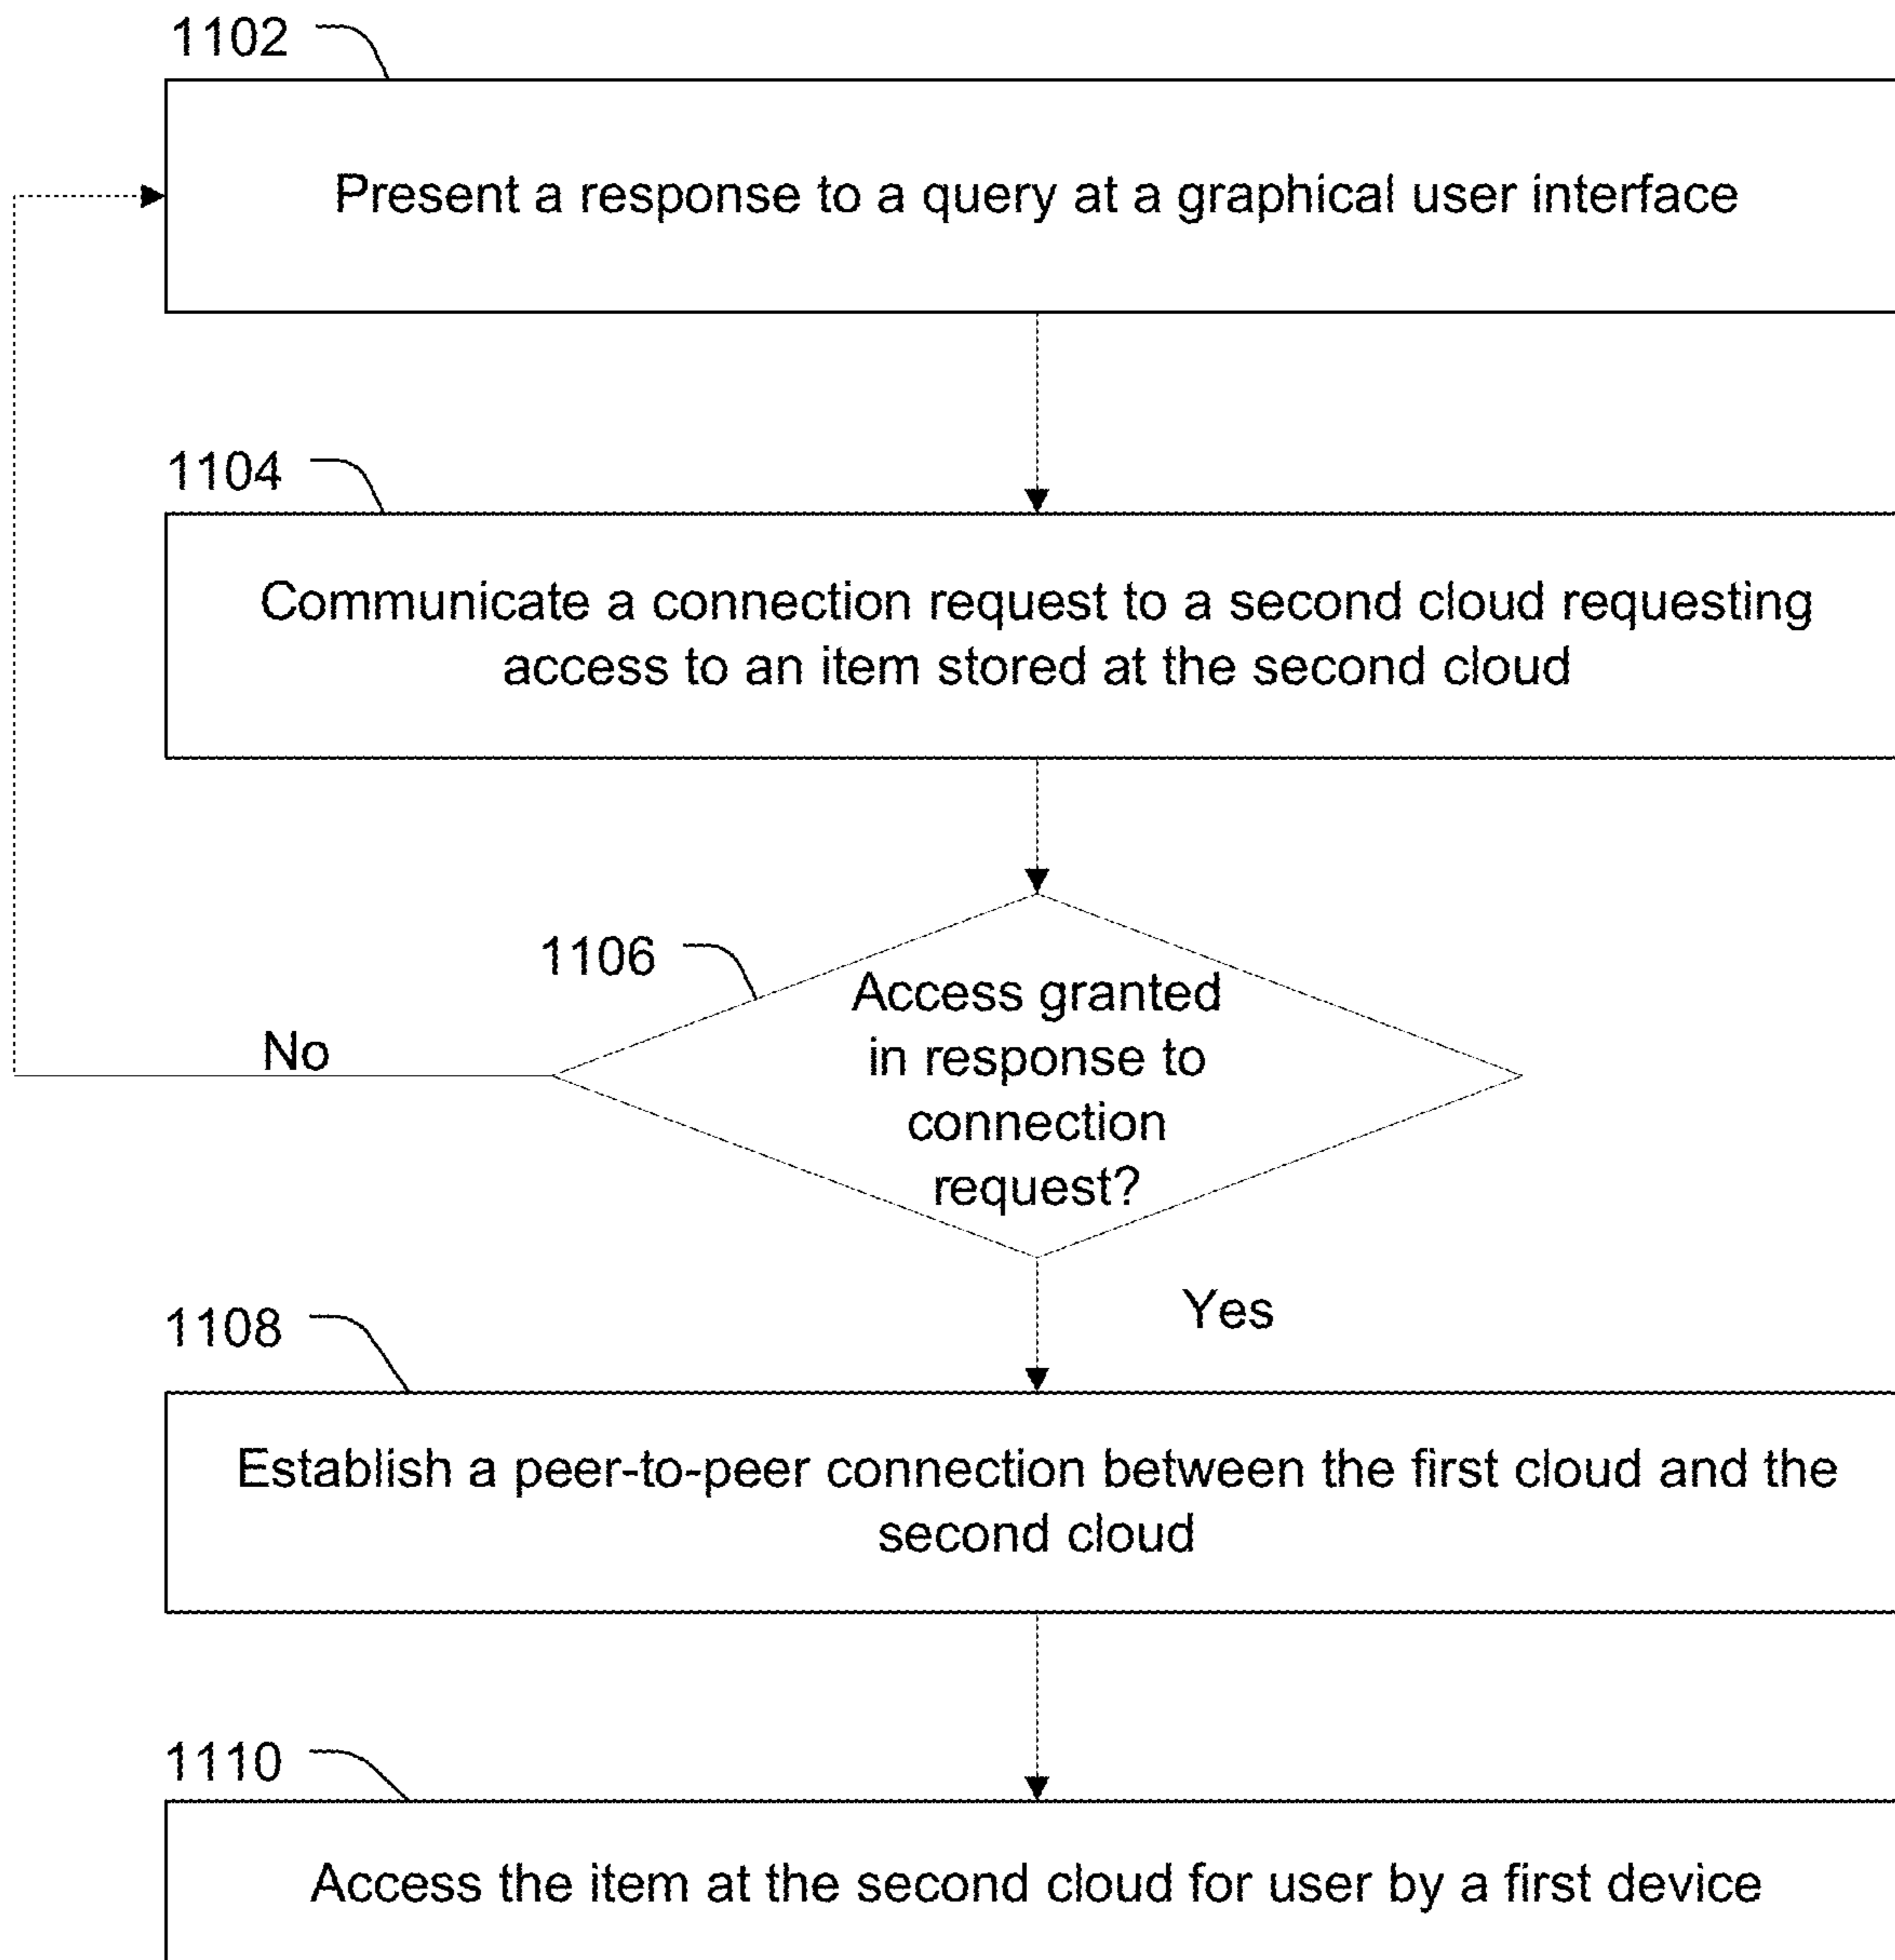 1102
Present a response to a query at a graphical user interface
1104
Communicate a connection request to a second cloud requesting
access to an item stored at the second cloud
1106
Access granted
in response to
connection
request?
No
Yes
1108
Establish a peer-to-peer connection between the first cloud and the
second cloud
1110
Access the item at the second cloud for user by a first device